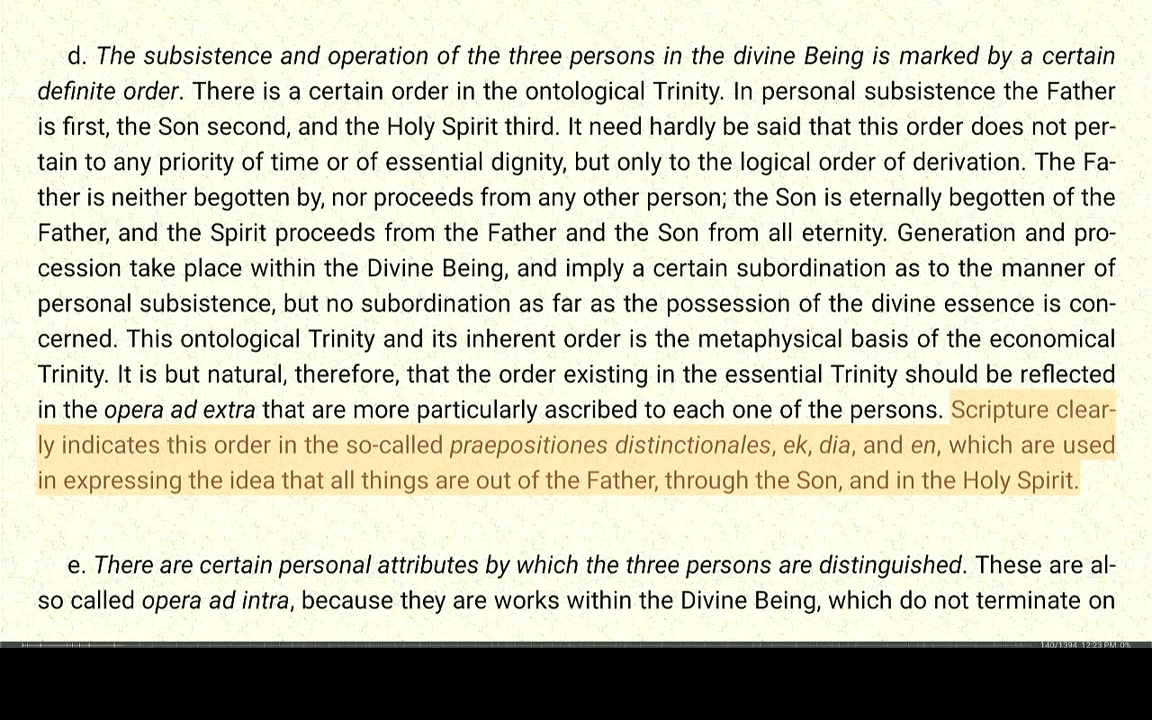 d. The subsistence and operation of the three persons in the divine Being is marked by a certain
definite order. There is a certain order in the ontological Trinity. In personal subsistence the Father
is first, the Son second, and the Holy Spirit third. It need hardly be said that this order does not per-
tain to any priority of time or of essential dignity, but only to the logical order of derivation. The Fa-
ther is neither begotten by, nor proceeds from any other person; the Son is eternally begotten of the
Father, and the Spirit proceeds from the Father and the Son from all eternity. Generation and pro-
cession take place within the Divine Being, and imply a certain subordination as to the manner of
personal subsistence, but no subordination as far as the possession of the divine essence is con-
cerned. This ontological Trinity and its inherent order is the metaphysical basis of the economical
Trinity. It is but natural, therefore, that the order existing in the essential Trinity should be reflected
in the opera ad extra that are more particularly ascribed to each one of the persons. Scripture clear-
ly indicates this order in the so-called praepositiones distinctionales, ek, dia, and en, which are used
in expressing the idea that all things are out of the Father, through the Son, and in the Holy Spirit.
e. There are certain personal attributes by which the three persons are distinguished. These are al-
so called opera ad intra, because they are works within the Divine Being, which do not terminate on
140/1394 12:23 PM 0%